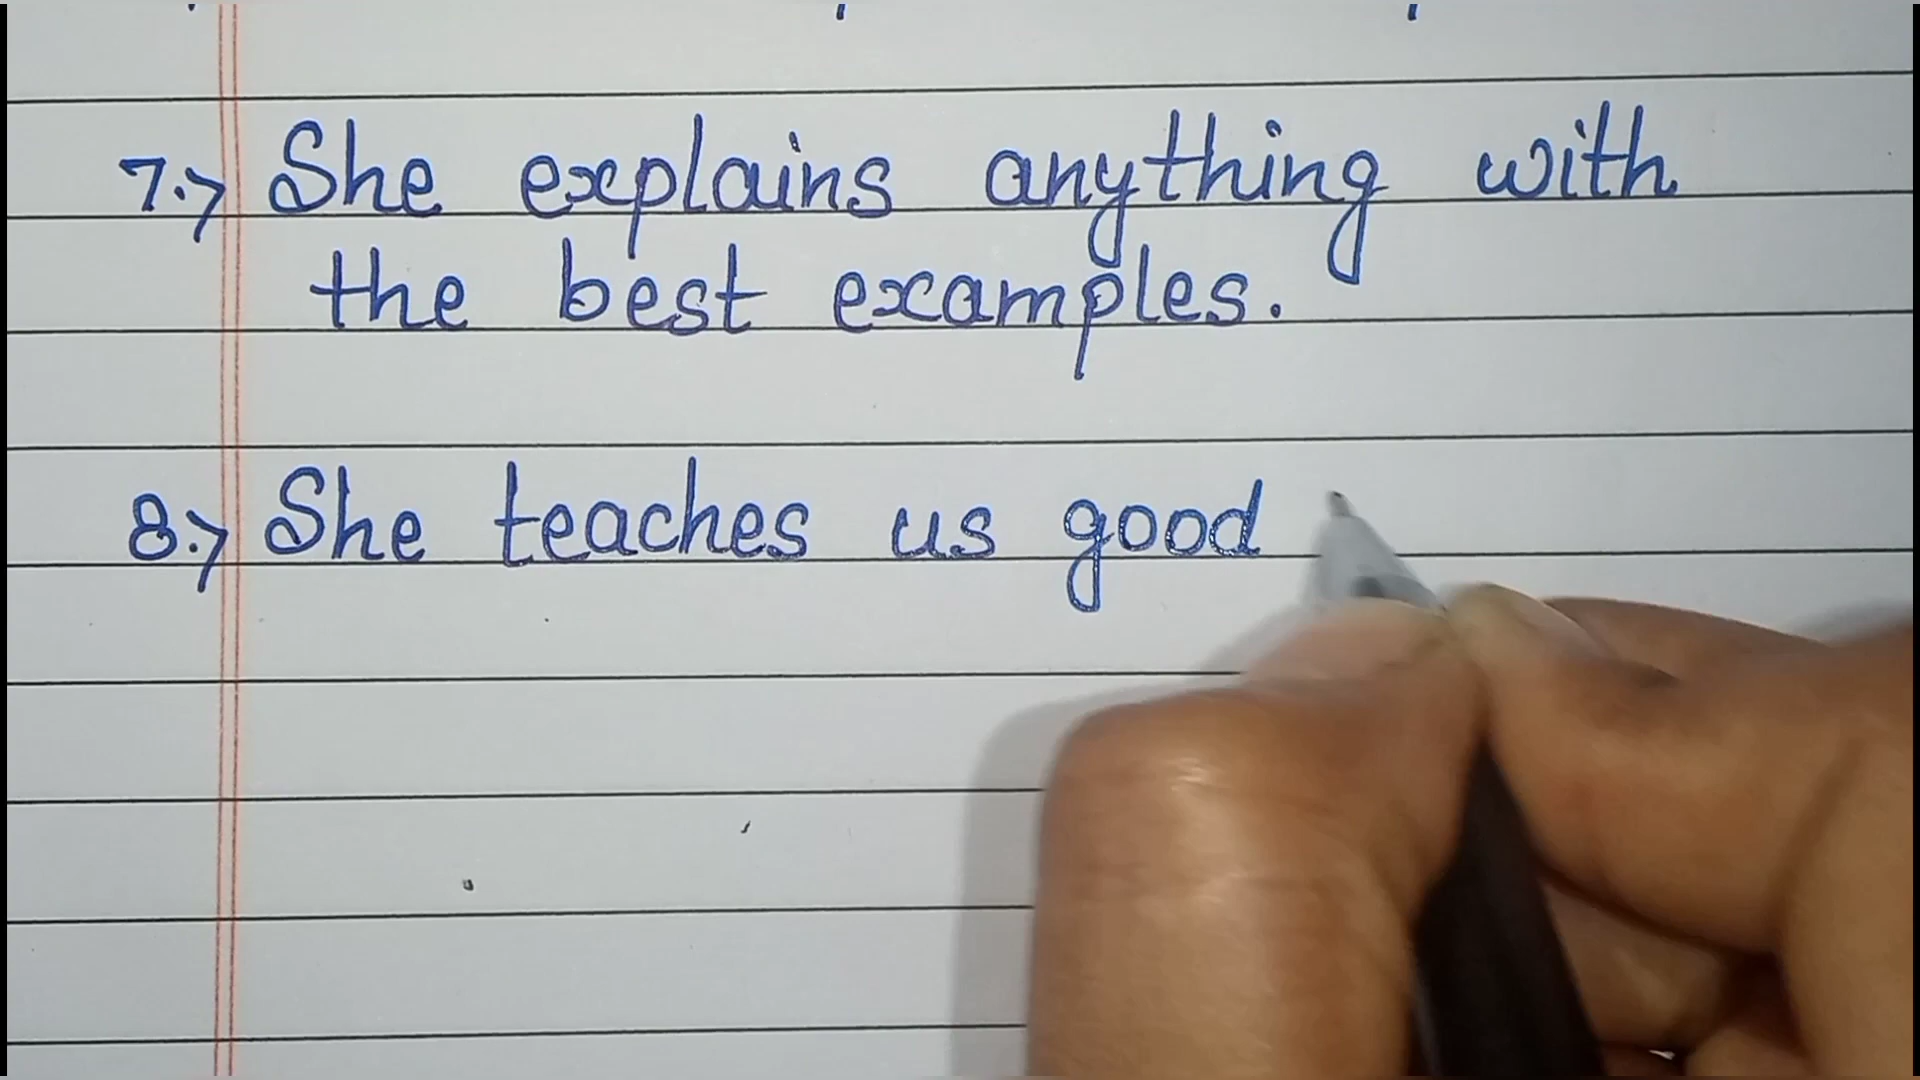 7.> She explains anything with
the best examples.
8.> She teaches us good